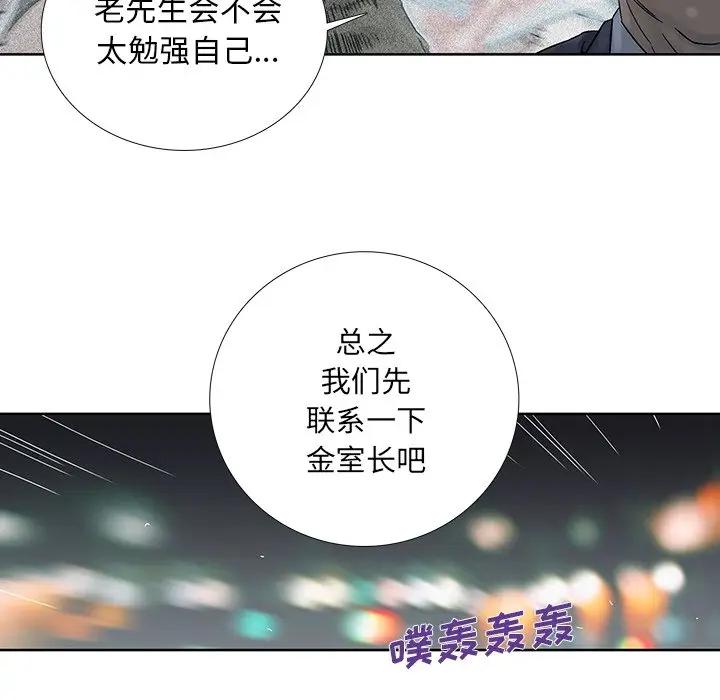 老先生会不会
太勉强自己...
总之
我们先
联系一下
金室长吧
噗轰轰轰